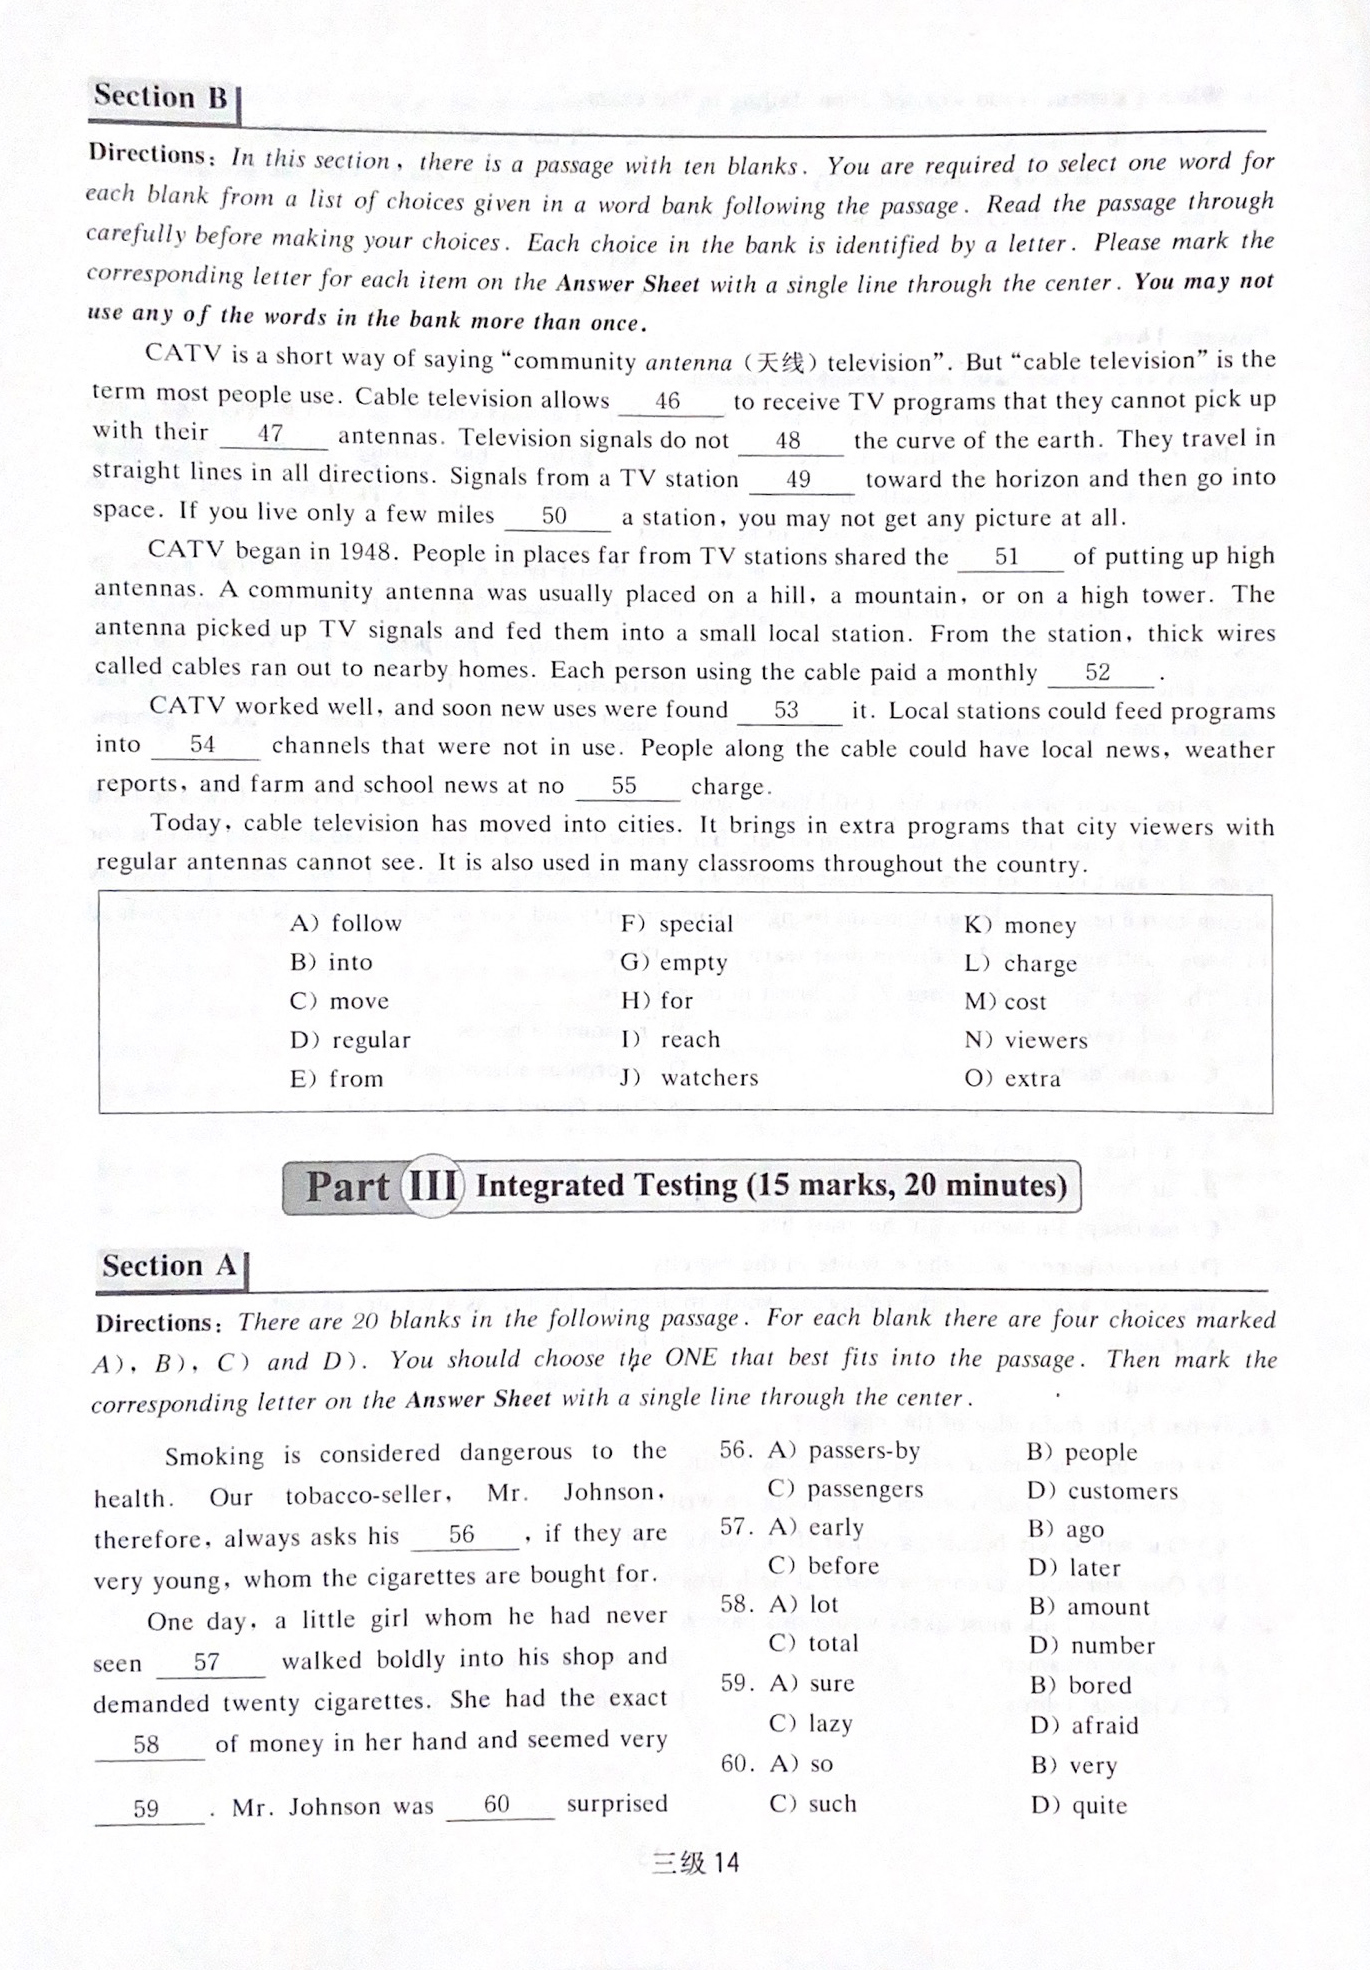 Section B
Directions: In this section, there is a passage with ten blanks. You are required to select one word for
each blank from a list of choices given in a word bank following the passage. Read the passage through
carefully before making your choices. Each choice in the bank is identified by a letter. Please mark the
corresponding letter for each item on the Answer Sheet with a single line through the center. You may not
use any of the words in the bank more than once.
CATV is a short way of saying “community antenna（天线）television”. But “cable television” is the
term most people use. Cable television allows 46 to receive TV programs that they cannot pick up
with their 47 antennas. Television signals do not 48 the curve of the earth. They travel in
straight lines in all directions. Signals from a TV station 49 toward the horizon and then go into
space. If you live only a few miles 50 a station, you may not get any picture at all.
CATV began in 1948. People in places far from TV stations shared the 51 of putting up high
antennas. A community antenna was usually placed on a hill, a mountain, or on a high tower. The
antenna picked up TV signals and fed them into a small local station. From the station, thick wires
called cables ran out to nearby homes. Each person using the cable paid a monthly 52 .
CATV worked well, and soon new uses were found 53 it. Local stations could feed programs
into 54 channels that were not in use. People along the cable could have local news, weather
reports, and farm and school news at no 55 charge.
Today, cable television has moved into cities. It brings in extra programs that city viewers with
regular antennas cannot see. It is also used in many classrooms throughout the country.
A) follow F) special K) money
B) into G) empty L) charge
C) move H) for M) cost
D) regular I) reach N) viewers
E) from J) watchers O) extra
Part III Integrated Testing (15 marks, 20 minutes)
Section A
Directions: There are 20 blanks in the following passage. For each blank there are four choices marked
A), B), C) and D). You should choose the ONE that best fits into the passage. Then mark the
corresponding letter on the Answer Sheet with a single line through the center.
Smoking is considered dangerous to the
health. Our tobacco-seller, Mr. Johnson,
therefore, always asks his 56 , if they are
very young, whom the cigarettes are bought for.
One day, a little girl whom he had never
seen 57 walked boldly into his shop and
demanded twenty cigarettes. She had the exact
58 of money in her hand and seemed very
59 . Mr. Johnson was 60 surprised
56. A) passers-by B) people
C) passengers D) customers
57. A) early B) ago
C) before D) later
58. A) lot B) amount
C) total D) number
59. A) sure B) bored
C) lazy D) afraid
60. A) so B) very
C) such D) quite
三级 14